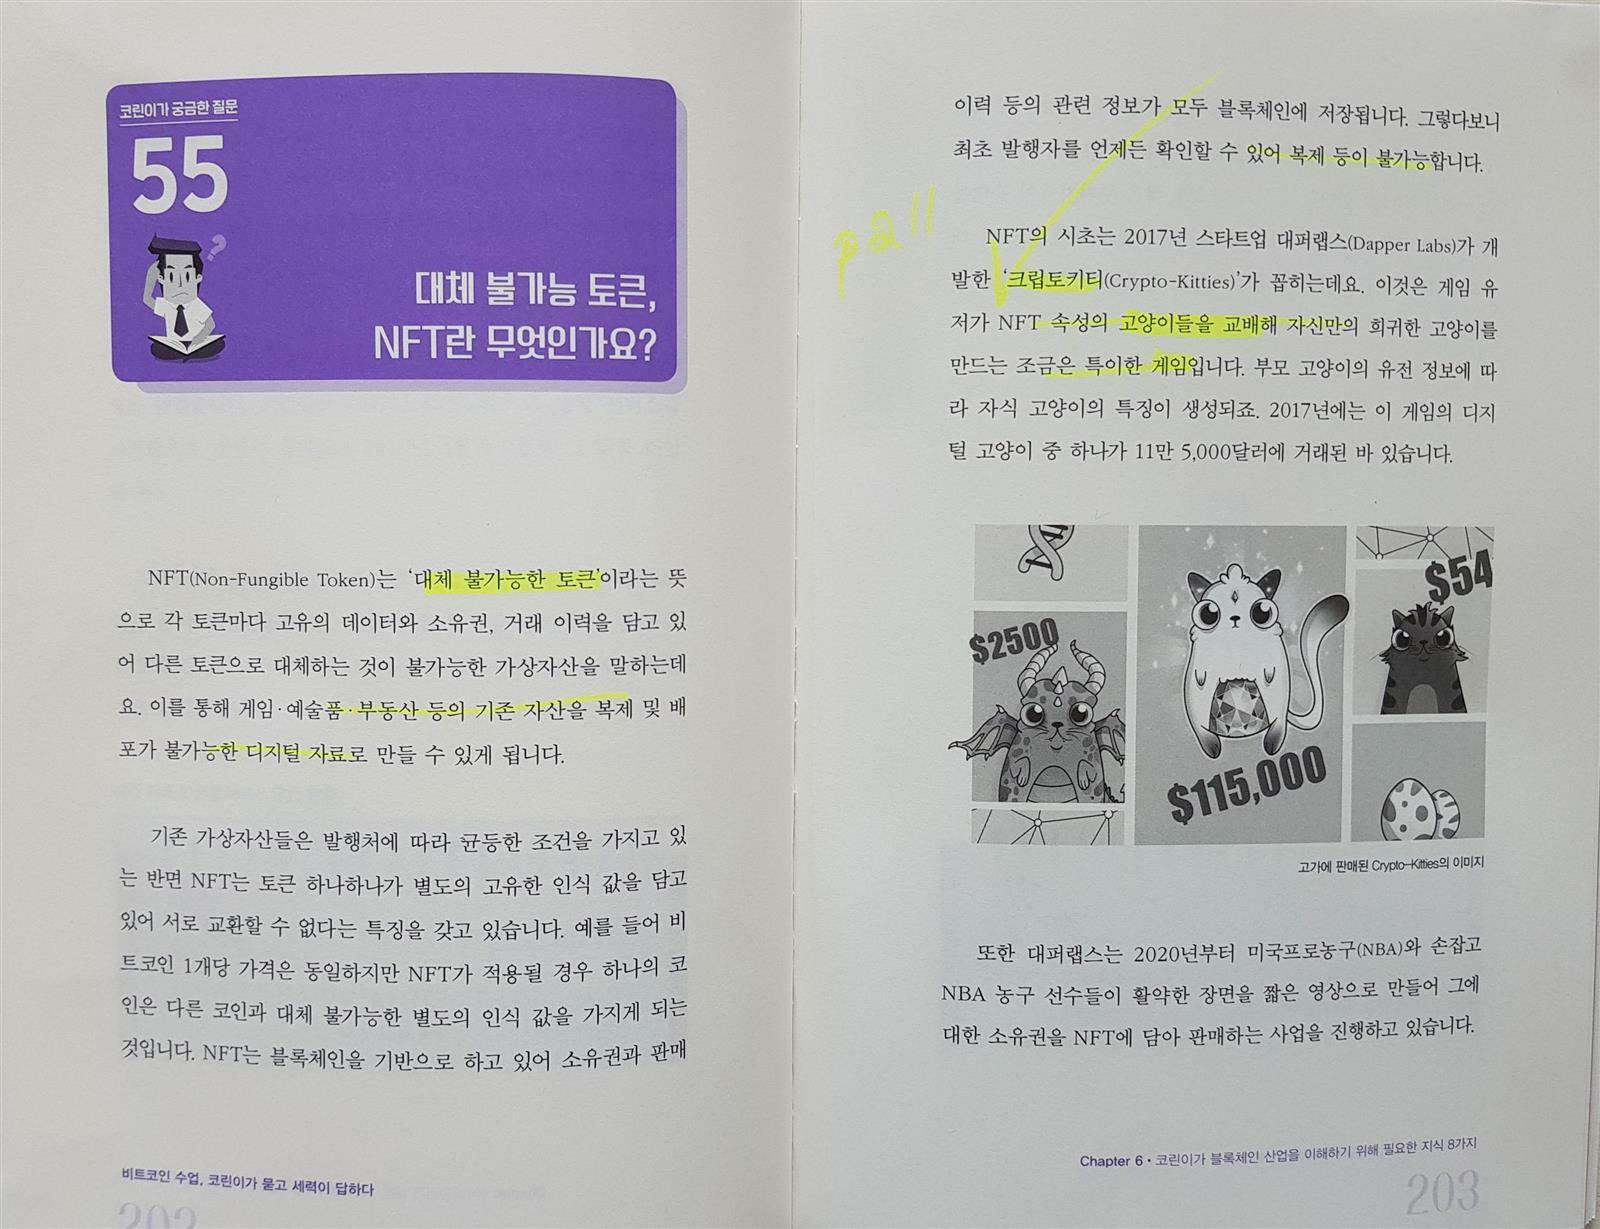 코린이가 궁금한 질문
55
?
대체 불가능 토큰,
NFT란 무엇인가요?
NFT(Non-Fungible Token)는 ‘대체 불가능한 토큰’이라는 뜻
으로 각 토큰마다 고유의 데이터와 소유권, 거래 이력을 담고 있
어 다른 토큰으로 대체하는 것이 불가능한 가상자산을 말하는데
요. 이를 통해 게임·예술품·부동산 등의 기존 자산을 복제 및 배
포가 불가능한 디지털 자료로 만들 수 있게 됩니다.
기존 가상자산들은 발행처에 따라 균등한 조건을 가지고 있
는 반면 NFT는 토큰 하나하나가 별도의 고유한 인식 값을 담고
있어 서로 교환할 수 없다는 특징을 갖고 있습니다. 예를 들어 비
트코인 1개당 가격은 동일하지만 NFT가 적용될 경우 하나의 코
인은 다른 코인과 대체 불가능한 별도의 인식 값을 가지게 되는
것입니다. NFT는 블록체인을 기반으로 하고 있어 소유권과 판매
비트코인 수업, 코린이가 묻고 세력이 답하다
202
이력 등의 관련 정보가 모두 블록체인에 저장됩니다. 그렇다보니
최초 발행자를 언제든 확인할 수 있어 복제 등이 불가능합니다.
p211
NFT의 시초는 2017년 스타트업 대퍼랩스(Dapper Labs)가 개
발한 ‘크립토키티(Crypto-Kitties)’가 꼽히는데요. 이것은 게임 유
저가 NFT 속성의 고양이들을 교배해 자신만의 희귀한 고양이를
만드는 조금은 특이한 게임입니다. 부모 고양이의 유전 정보에 따
라 자식 고양이의 특징이 생성되죠. 2017년에는 이 게임의 디지
털 고양이 중 하나가 11만 5,000달러에 거래된 바 있습니다.
$2500
$115,000
$54
고가에 판매된 Crypto-Kitties의 이미지
또한 대퍼랩스는 2020년부터 미국프로농구(NBA)와 손잡고
NBA 농구 선수들이 활약한 장면을 짧은 영상으로 만들어 그에
대한 소유권을 NFT에 담아 판매하는 사업을 진행하고 있습니다.
Chapter 6 · 코린이가 블록체인 산업을 이해하기 위해 필요한 지식 8가지
203